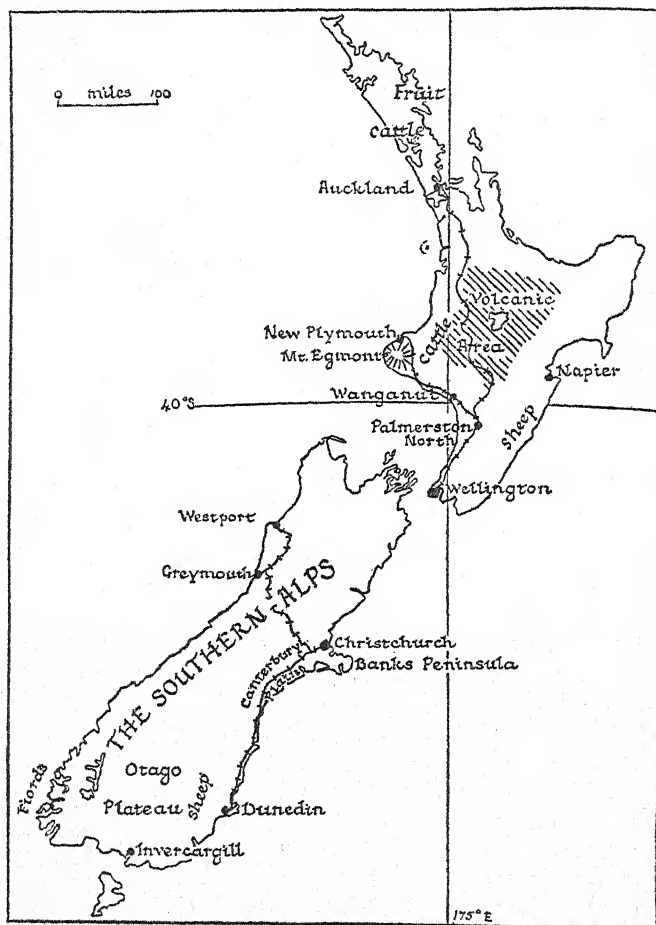 0 miles 100
Fruit
cattle
Auckland
Volcanic
Area
cattle
New Plymouth
Mt. Egmont
Napier
Wanganui
40°S
Palmerston
North
sheep
Wellington
Westport
Greymouth
THE SOUTHERN ALPS
Christchurch
Canterbury
Plains
Banks Peninsula
Fiords
Otago
Plateau
sheep
Dunedin
Invercargill
175°E